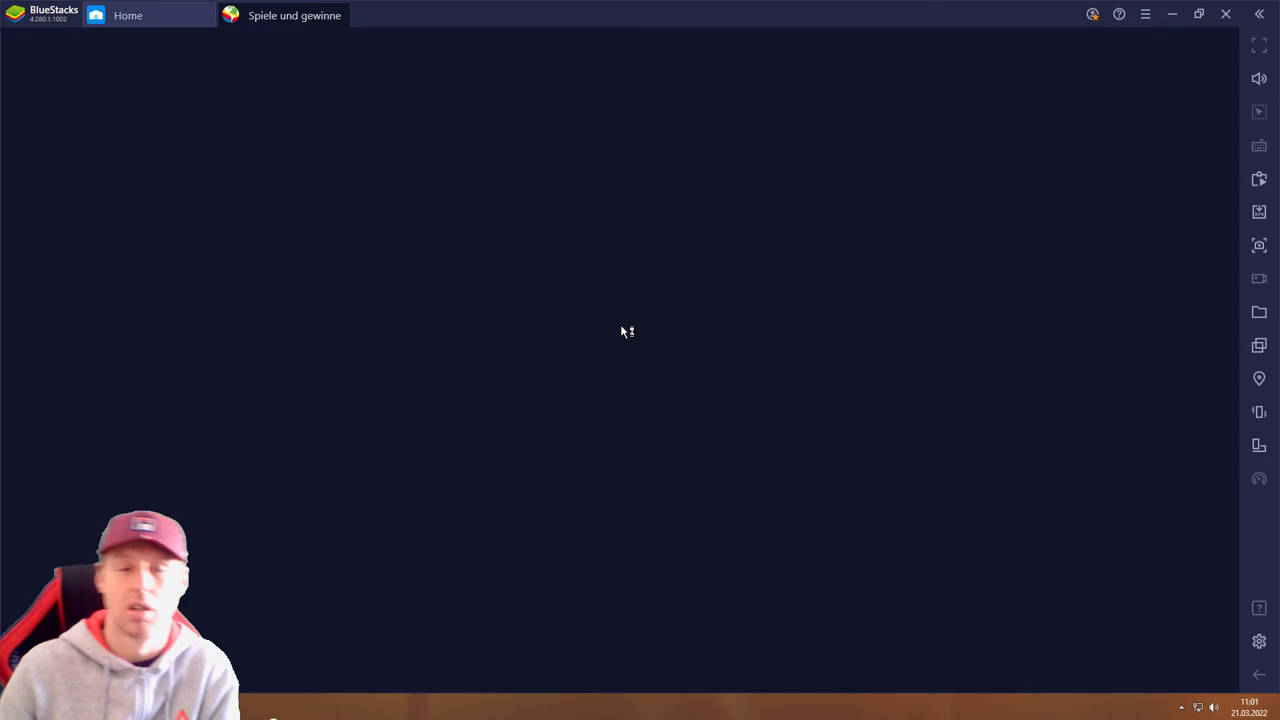 BlueStacks
4.280.1.1002
Home
Spiele und gewinne
11:01
21.03.2022